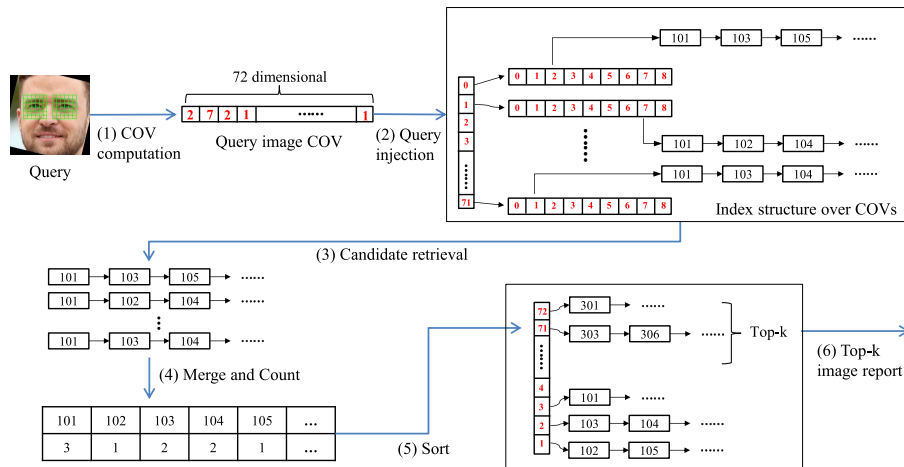 72 dimensional
2 7 2 1 ······ 1
Query image COV
Query
(1) COV
computation
(2) Query
injection
0
1
2
3
71
0 1 2 3 4 5 6 7 8
0 1 2 3 4 5 6 7 8
0 1 2 3 4 5 6 7 8
101 103 105 ······
101 102 104 ······
101 103 104 ······
Index structure over COVs
(3) Candidate retrieval
101 103 105 ······
101 102 104 ······
101 103 104 ······
(4) Merge and Count
101 102 103 104 105 ...
3 1 2 2 1 ...
(5) Sort
72 301 ······
71 303 306 ······
Top-k
4
3 101 ······
2 103 104 ······
1 102 105 ······
(6) Top-k
image report